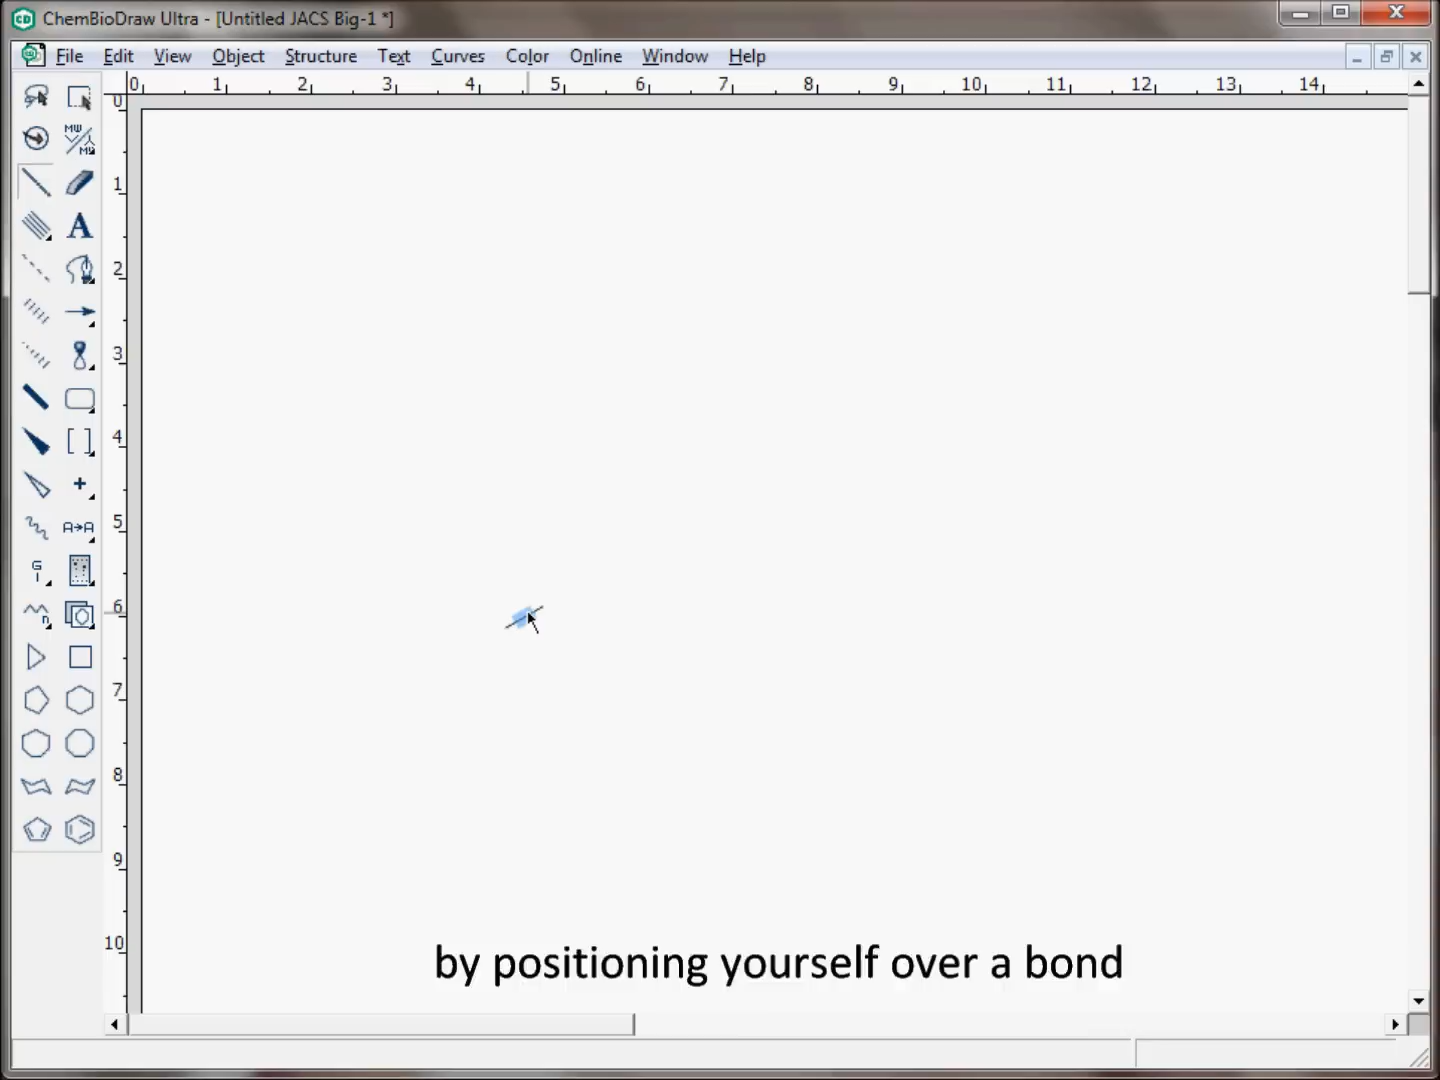 ChemBioDraw Ultra - [Untitled JACS Big-1 *]
File Edit View Object Structure Text Curves Color Online Window Help
0 1 2 3 4 5 6 7 8 9 10 11 12 13 14
0
1
2
3
4
5
6
7
8
9
10
MW
A
A→A
G
n
by positioning yourself over a bond